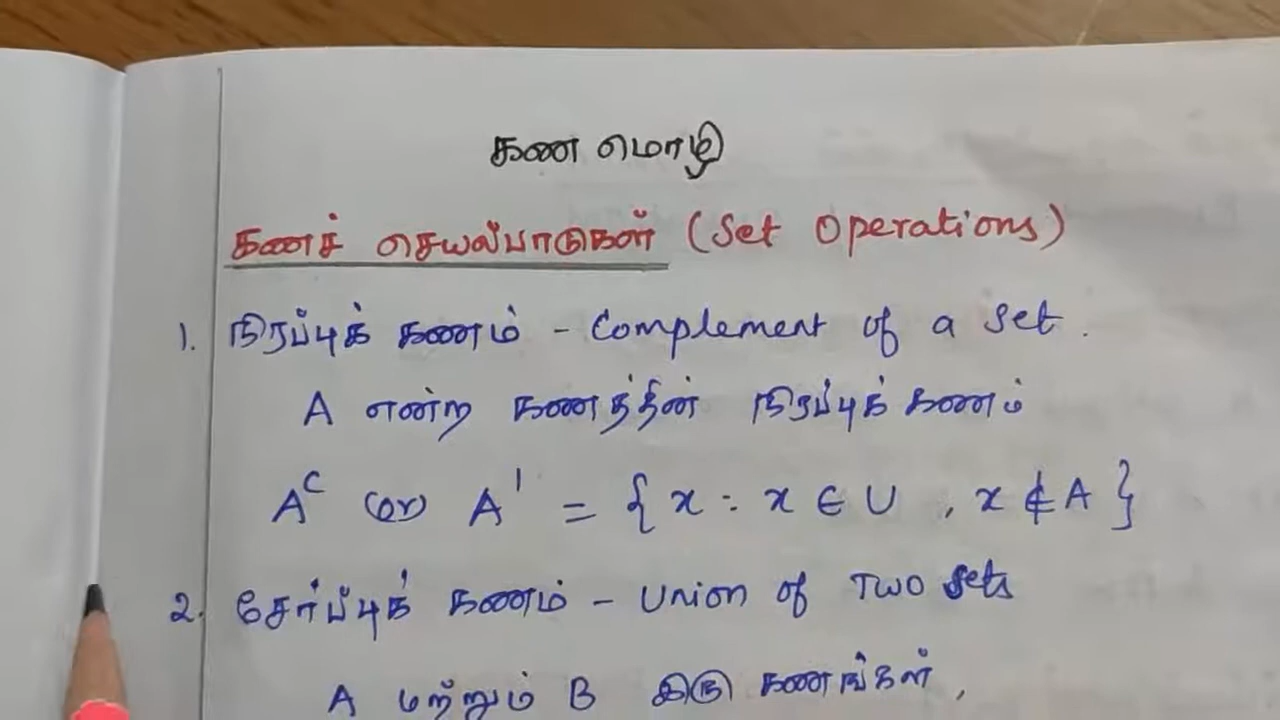 கண மொழி
கணச் செயல்பாடுகள் (Set Operations)
1. நிரப்புக் கணம் - Complement of a set.
A என்ற கணத்தின் நிரப்புக் கணம்
A^c (or) A' = { x : x ∈ U , x ∉ A }
2. சேர்ப்புக் கணம் - Union of Two Sets
A மற்றும் B இரு கணங்கள்,